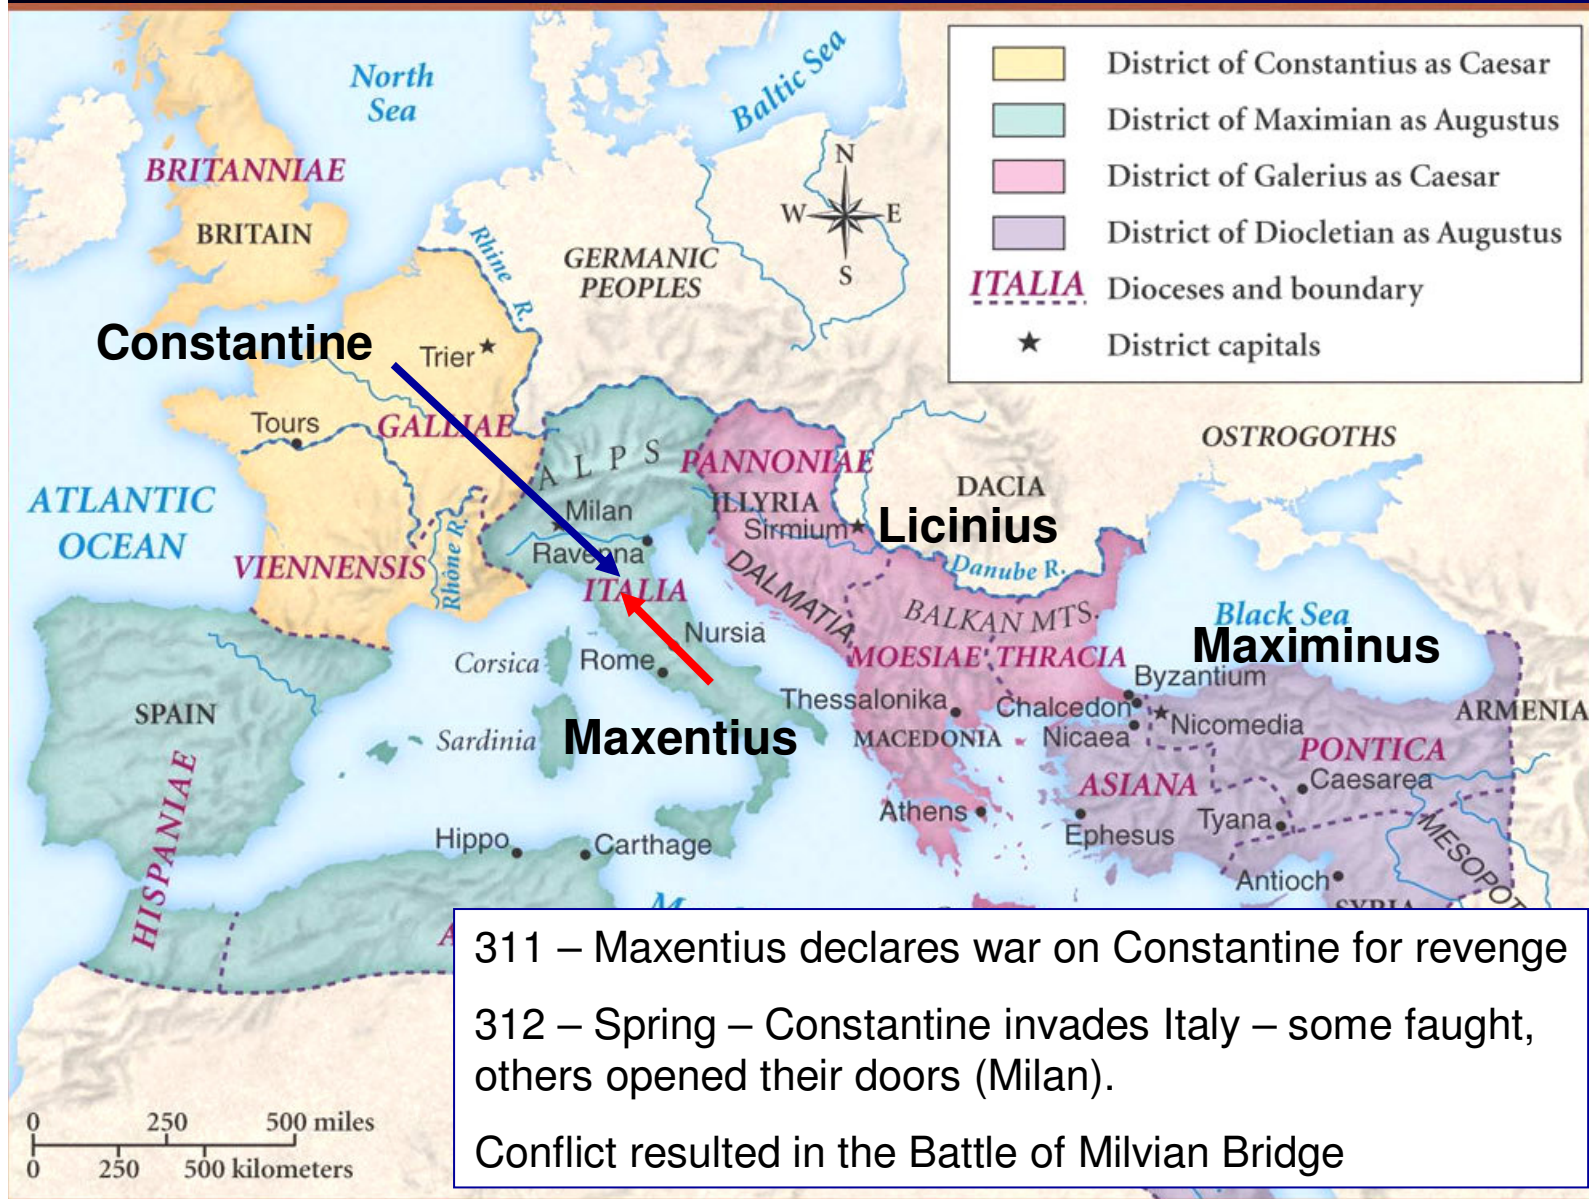 District of Constantius as Caesar
District of Maximian as Augustus
District of Galerius as Caesar
District of Diocletian as Augustus
ITALIA Dioceses and boundary
District capitals
North
Sea
Baltic Sea
N
W E
S
BRITANNIAE
BRITAIN
Rhine R.
GERMANIC
PEOPLES
Constantine
Trier
Tours
GALLIAE
ALPS
PANNONIAE
OSTROGOTHS
ATLANTIC
OCEAN
Milan
ILLYRIA
Sirmium
DACIA
Licinius
Ravenna
VIENNENSIS
Rhône R.
ITALIA
DALMATIA
Danube R.
BALKAN MTS.
Black Sea
Maximinus
Corsica
Rome
Nursia
MOESIAE
THRACIA
Byzantium
SPAIN
Sardinia
Maxentius
Thessalonika
Chalcedon
Nicomedia
ARMENIA
MACEDONIA
Nicaea
PONTICA
HISPANIAE
ASIANA
Caesarea
Athens
Ephesus
Tyana
MESOPOT
Hippo
Carthage
Antioch
SYRIA
311 – Maxentius declares war on Constantine for revenge
312 – Spring – Constantine invades Italy – some faught,
others opened their doors (Milan).
Conflict resulted in the Battle of Milvian Bridge
0 250 500 miles
0 250 500 kilometers